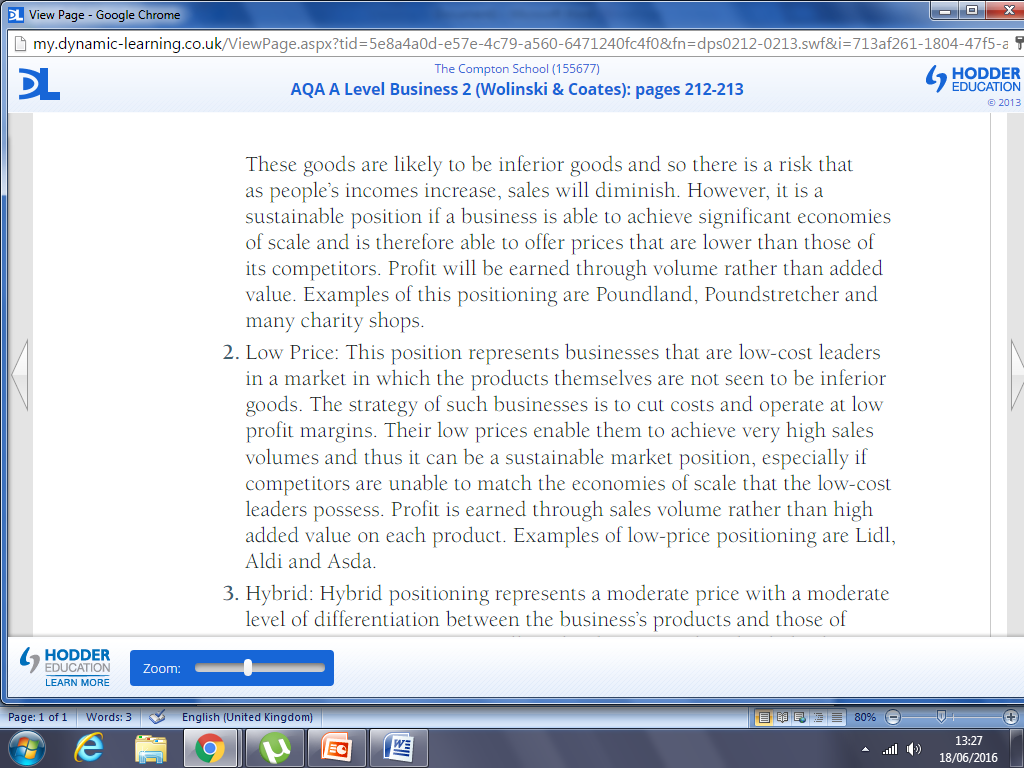 View Page - Google Chrome
my.dynamic-learning.co.uk/ViewPage.aspx?tid=5e8a4a0d-e57e-4c79-a560-6471240fc4f0&fn=dps0212-0213.swf&i=713af261-1804-47f5-a
The Compton School (155677)
AQA A Level Business 2 (Wolinski & Coates): pages 212-213
DL
HODDER
EDUCATION
© 2013
These goods are likely to be inferior goods and so there is a risk that
as people's incomes increase, sales will diminish. However, it is a
sustainable position if a business is able to achieve significant economies
of scale and is therefore able to offer prices that are lower than those of
its competitors. Profit will be earned through volume rather than added
value. Examples of this positioning are Poundland, Poundstretcher and
many charity shops.
2. Low Price: This position represents businesses that are low-cost leaders
in a market in which the products themselves are not seen to be inferior
goods. The strategy of such businesses is to cut costs and operate at low
profit margins. Their low prices enable them to achieve very high sales
volumes and thus it can be a sustainable market position, especially if
competitors are unable to match the economies of scale that the low-cost
leaders possess. Profit is earned through sales volume rather than high
added value on each product. Examples of low-price positioning are Lidl,
Aldi and Asda.
3. Hybrid: Hybrid positioning represents a moderate price with a moderate
level of differentiation between the business's products and those of
HODDER
EDUCATION
LEARN MORE
Zoom:
Page: 1 of 1 Words: 3 English (United Kingdom) 80%
13:27
18/06/2016